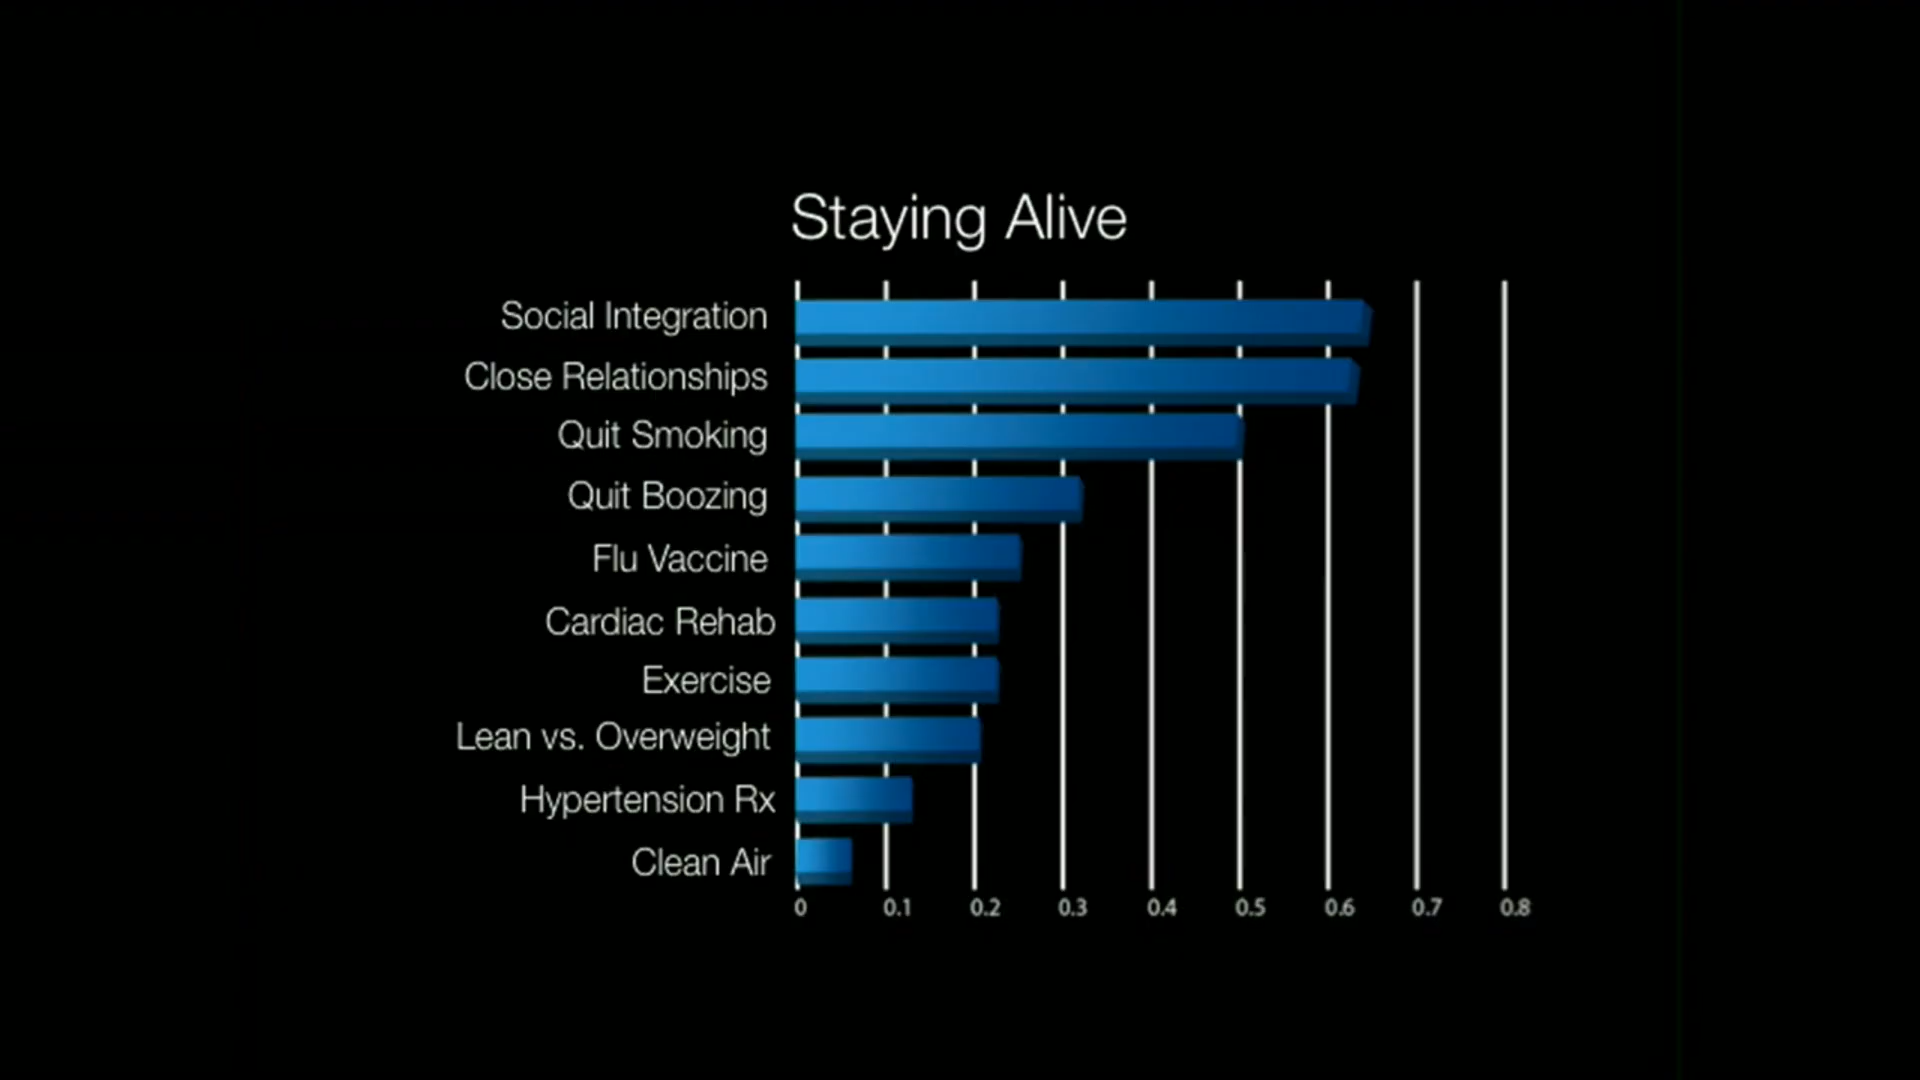 Staying Alive
Social Integration
Close Relationships
Quit Smoking
Quit Boozing
Flu Vaccine
Cardiac Rehab
Exercise
Lean vs. Overweight
Hypertension Rx
Clean Air
0 0.1 0.2 0.3 0.4 0.5 0.6 0.7 0.8